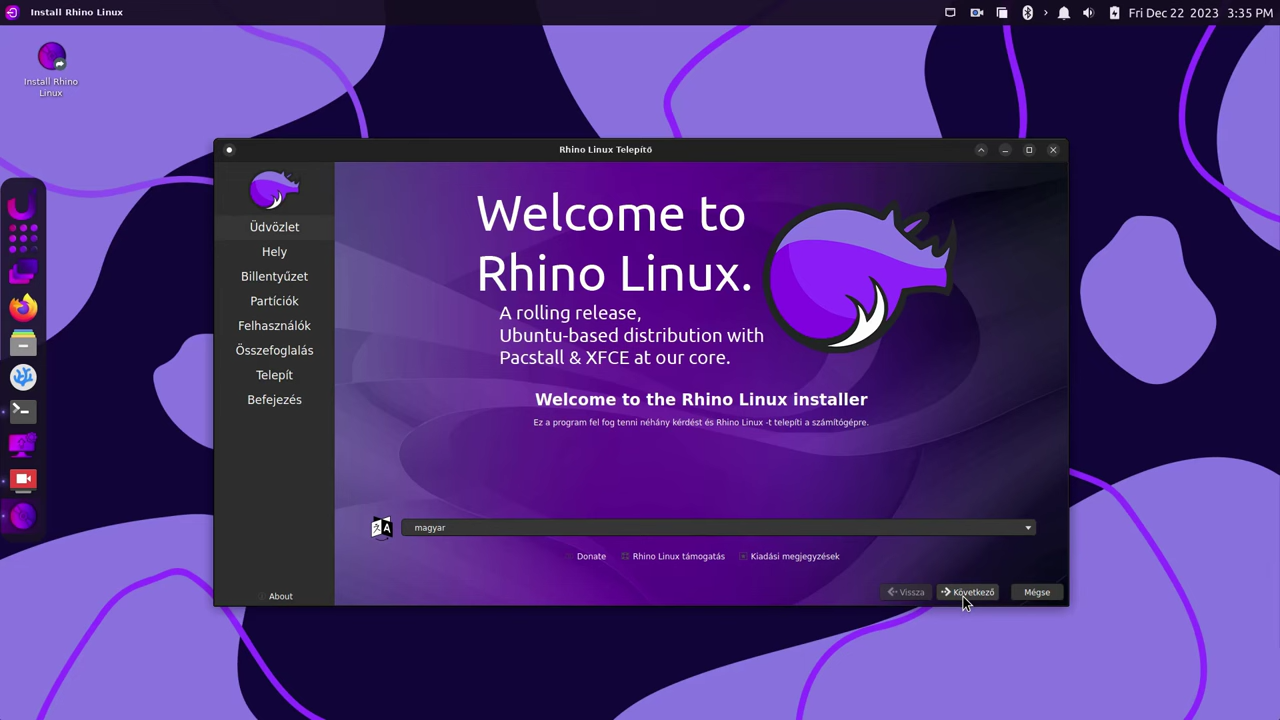 Install Rhino Linux
Fri Dec 22 2023 3:35 PM
Install Rhino
Linux
Rhino Linux Telepítő
Üdvözlet
Hely
Billentyűzet
Partíciók
Felhasználók
Összefoglalás
Telepít
Befejezés
About
Welcome to
Rhino Linux.
A rolling release,
Ubuntu-based distribution with
Pacstall & XFCE at our core.
Welcome to the Rhino Linux installer
Ez a program fel fog tenni néhány kérdést és Rhino Linux -t telepíti a számítógépre.
magyar
Donate
Rhino Linux támogatás
Kiadási megjegyzések
Vissza
Következő
Mégse